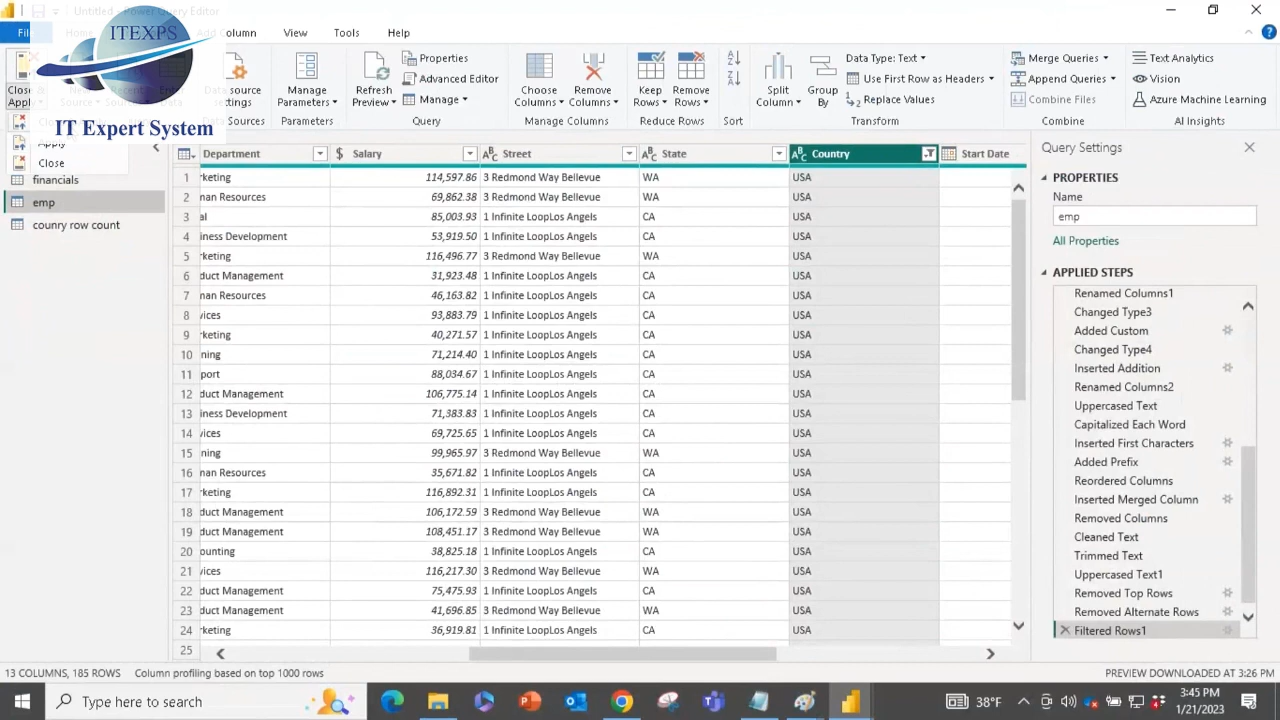 Untitled - Power Query Editor
ITEXPS
IT Expert System
File Home Add Column View Tools Help
Close & Apply
Close
Apply
Close
New Source
Recent
Enter Data
Data source settings
Data Sources
Manage Parameters
Parameters
Refresh Preview
Properties
Advanced Editor
Manage
Query
Choose Columns
Remove Columns
Manage Columns
Keep Rows
Remove Rows
Reduce Rows
Sort
Split Column
Group By
Data Type: Text
Use First Row as Headers
Replace Values
Transform
Merge Queries
Append Queries
Combine Files
Combine
Text Analytics
Vision
Azure Machine Learning
AI Insights
financials
emp
counry row count
Department $ Salary ABC Street ABC State ABC Country Start Date
1 rketing 114,597.86 3 Redmond Way Bellevue WA USA
2 nan Resources 69,862.38 3 Redmond Way Bellevue WA USA
3 al 85,003.93 1 Infinite LoopLos Angels CA USA
4 iness Development 53,919.50 1 Infinite LoopLos Angels CA USA
5 rketing 116,496.77 3 Redmond Way Bellevue WA USA
6 duct Management 31,923.48 1 Infinite LoopLos Angels CA USA
7 nan Resources 46,163.82 1 Infinite LoopLos Angels CA USA
8 vices 93,883.79 1 Infinite LoopLos Angels CA USA
9 rketing 40,271.57 1 Infinite LoopLos Angels CA USA
10 ning 71,214.40 1 Infinite LoopLos Angels CA USA
11 port 88,034.67 1 Infinite LoopLos Angels CA USA
12 duct Management 106,775.14 1 Infinite LoopLos Angels CA USA
13 iness Development 71,383.83 1 Infinite LoopLos Angels CA USA
14 vices 69,725.65 1 Infinite LoopLos Angels CA USA
15 ning 99,965.97 3 Redmond Way Bellevue WA USA
16 nan Resources 35,671.82 1 Infinite LoopLos Angels CA USA
17 rketing 116,892.31 1 Infinite LoopLos Angels CA USA
18 duct Management 106,172.59 3 Redmond Way Bellevue WA USA
19 duct Management 108,451.17 3 Redmond Way Bellevue WA USA
20 ounting 38,825.18 1 Infinite LoopLos Angels CA USA
21 vices 116,217.30 3 Redmond Way Bellevue WA USA
22 duct Management 75,475.93 1 Infinite LoopLos Angels CA USA
23 duct Management 41,696.85 3 Redmond Way Bellevue WA USA
24 rketing 36,919.81 1 Infinite LoopLos Angels CA USA
25
Query Settings
PROPERTIES
Name
emp
All Properties
APPLIED STEPS
Renamed Columns1
Changed Type3
Added Custom
Changed Type4
Inserted Addition
Renamed Columns2
Uppercased Text
Capitalized Each Word
Inserted First Characters
Added Prefix
Reordered Columns
Inserted Merged Column
Removed Columns
Cleaned Text
Trimmed Text
Uppercased Text1
Removed Top Rows
Removed Alternate Rows
Filtered Rows1
13 COLUMNS, 185 ROWS Column profiling based on top 1000 rows PREVIEW DOWNLOADED AT 3:26 PM
Type here to search
38°F
3:45 PM
1/21/2023